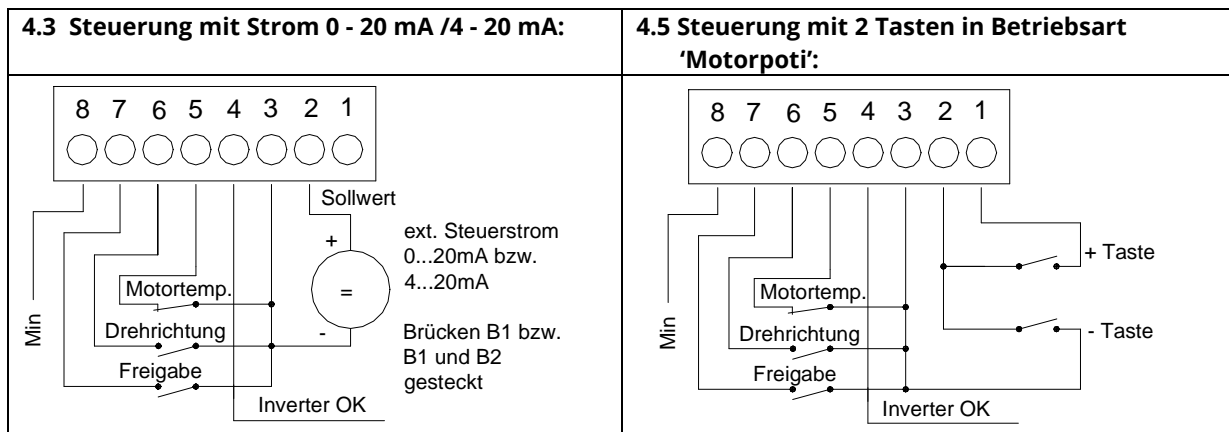 4.3 Steuerung mit Strom 0 - 20 mA /4 - 20 mA:
8 7 6 5 4 3 2 1
Sollwert
+
ext. Steuerstrom
0...20mA bzw.
4...20mA
=
Motortemp.
-
Min
Drehrichtung
Brücken B1 bzw.
B1 und B2
gesteckt
Freigabe
Inverter OK
4.5 Steuerung mit 2 Tasten in Betriebsart
‘Motorpoti’:
8 7 6 5 4 3 2 1
+ Taste
Motortemp.
Min
Drehrichtung
- Taste
Freigabe
Inverter OK